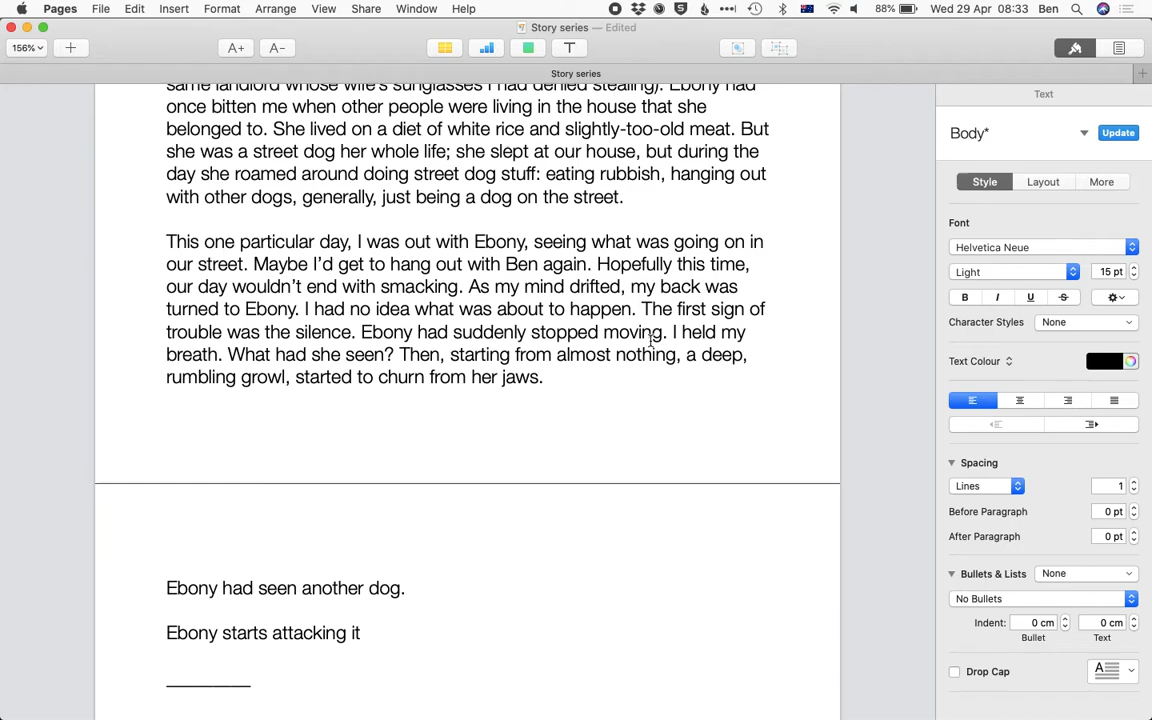 Pages File Edit Insert Format Arrange View Share Window Help 88% Wed 29 Apr 08:33 Ben
Story series — Edited
156%
A+ A- T
Story series
same landlord whose wife's sunglasses I had denied stealing). Ebony had
once bitten me when other people were living in the house that she
belonged to. She lived on a diet of white rice and slightly-too-old meat. But
she was a street dog her whole life; she slept at our house, but during the
day she roamed around doing street dog stuff: eating rubbish, hanging out
with other dogs, generally, just being a dog on the street.
This one particular day, I was out with Ebony, seeing what was going on in
our street. Maybe I'd get to hang out with Ben again. Hopefully this time,
our day wouldn't end with smacking. As my mind drifted, my back was
turned to Ebony. I had no idea what was about to happen. The first sign of
trouble was the silence. Ebony had suddenly stopped moving. I held my
breath. What had she seen? Then, starting from almost nothing, a deep,
rumbling growl, started to churn from her jaws.
Ebony had seen another dog.
Ebony starts attacking it
_________
Text
Body* Update
Style Layout More
Font
Helvetica Neue
Light 15 pt
B I U S
Character Styles None
Text Colour
Spacing
Lines 1
Before Paragraph 0 pt
After Paragraph 0 pt
Bullets & Lists None
No Bullets
Indent: 0 cm 0 cm
Bullet Text
Drop Cap A